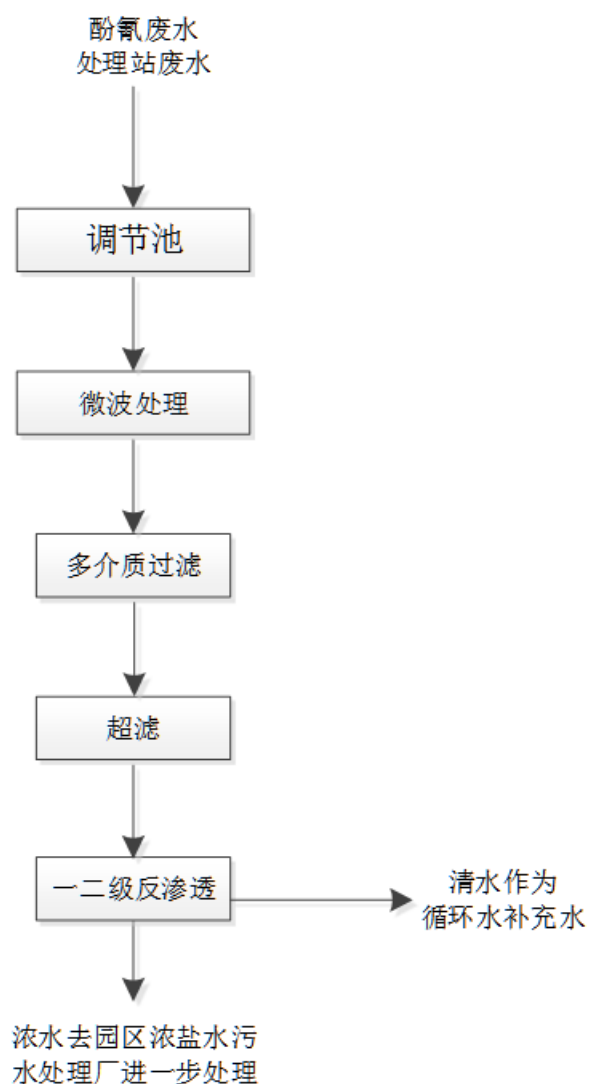 酚氰废水
处理站废水
调节池
微波处理
多介质过滤
超滤
一二级反渗透
清水作为
循环水补充水
浓水去园区浓盐水污
水处理厂进一步处理